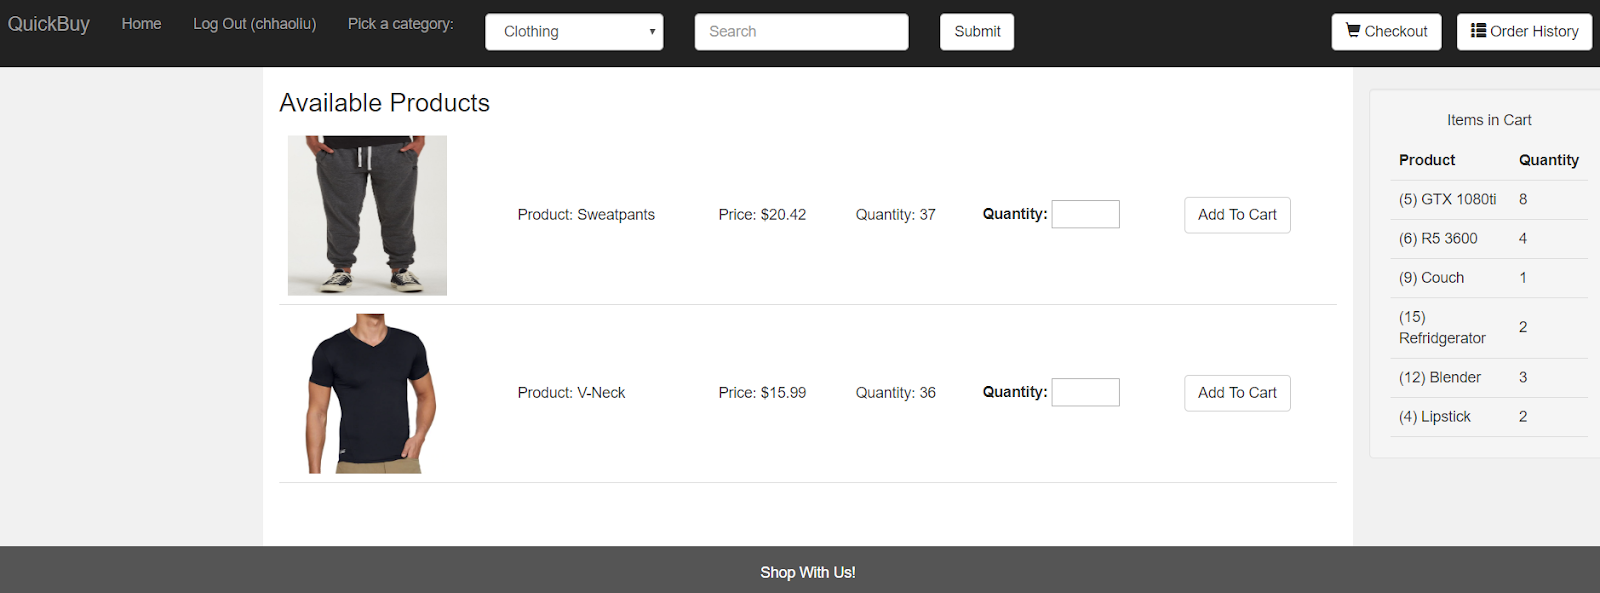 QuickBuy Home Log Out (chhaoliu) Pick a category: Clothing Search Submit Checkout Order History
Available Products
Product: Sweatpants Price: $20.42 Quantity: 37 Quantity: Add To Cart
Product: V-Neck Price: $15.99 Quantity: 36 Quantity: Add To Cart
Items in Cart
Product Quantity
(5) GTX 1080ti 8
(6) R5 3600 4
(9) Couch 1
(15)
Refridgerator 2
(12) Blender 3
(4) Lipstick 2
Shop With Us!